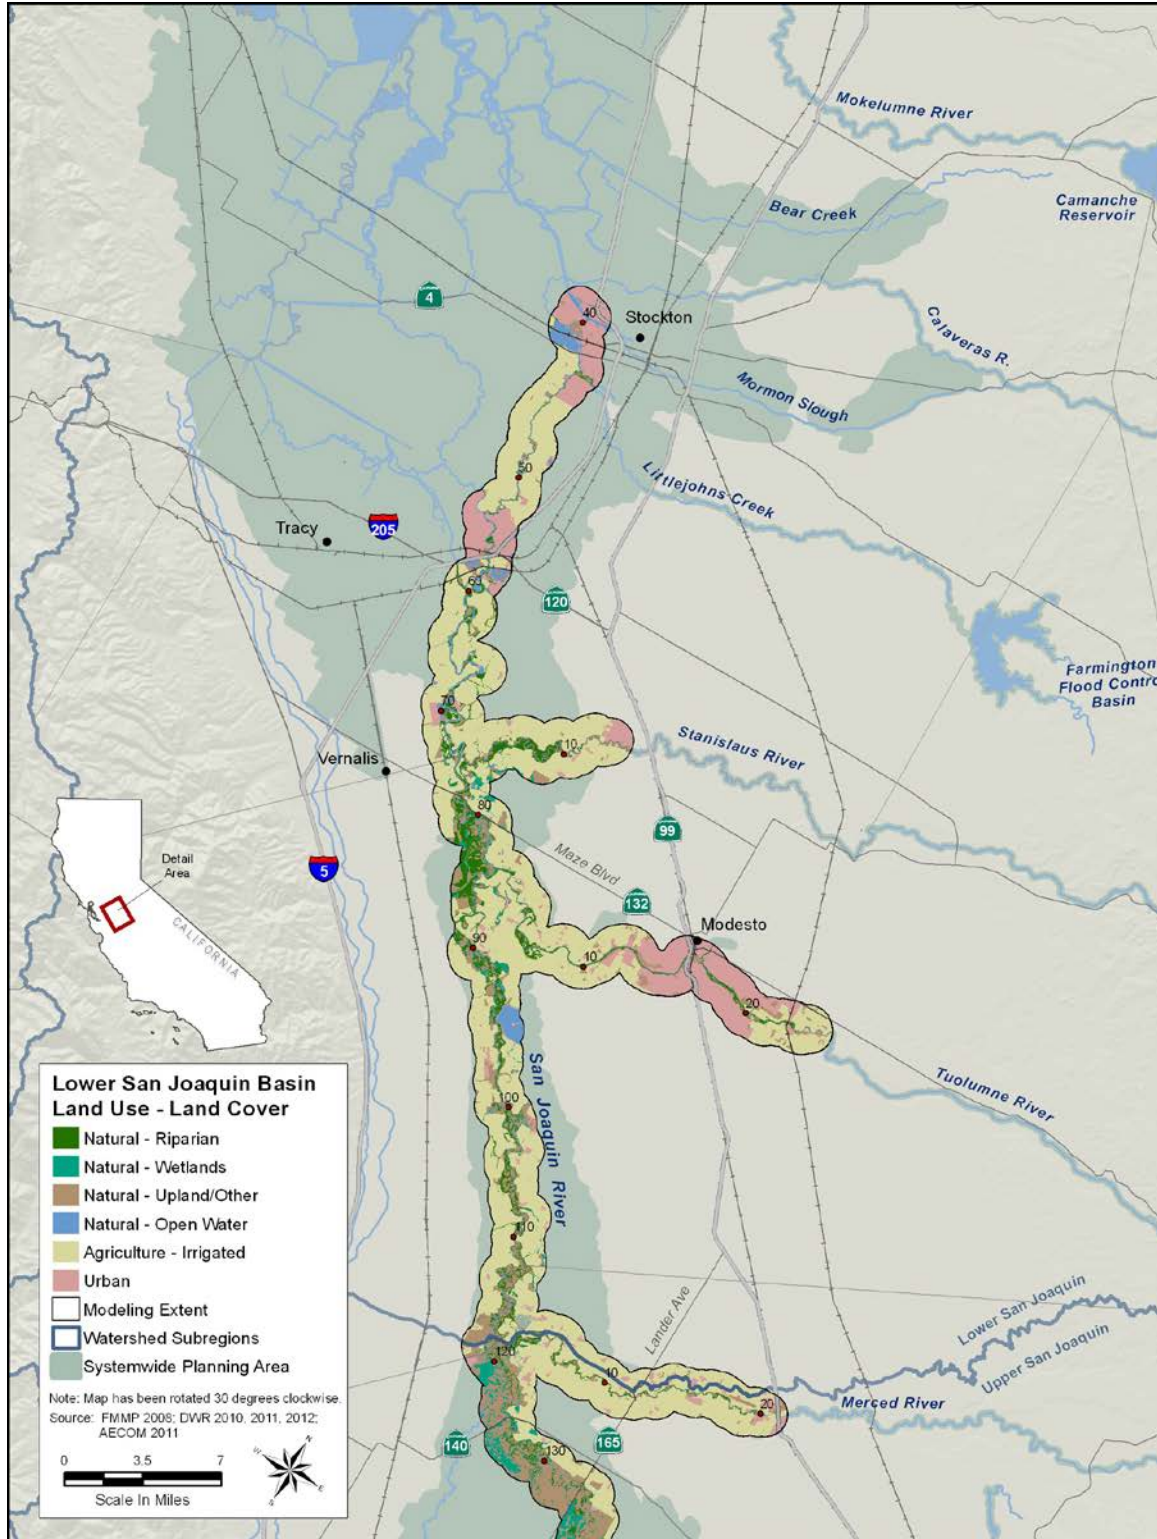 Mokelumne River
Camanche
Reservoir
Bear Creek
4
40
Stockton
Calaveras R.
Mormon Slough
50
Littlejohns Creek
Tracy
205
60
120
Farmington
Flood Contro
Basin
70
10
Stanislaus River
Vernalis
80
99
Maze Blvd
5
Detail
Area
132
CALIFORNIA
Modesto
90
10
20
San Joaquin River
Tuolumne River
100
110
Lander Ave
Lower San Joaquin
Upper San Joaquin
120
10
20
Merced River
140
165
130
Lower San Joaquin Basin
Land Use - Land Cover
Natural - Riparian
Natural - Wetlands
Natural - Upland/Other
Natural - Open Water
Agriculture - Irrigated
Urban
Modeling Extent
Watershed Subregions
Systemwide Planning Area
Note: Map has been rotated 30 degrees clockwise.
Source: FMMP 2008; DWR 2010, 2011, 2012;
AECOM 2011
0 3.5 7
Scale In Miles
N
W
E
S